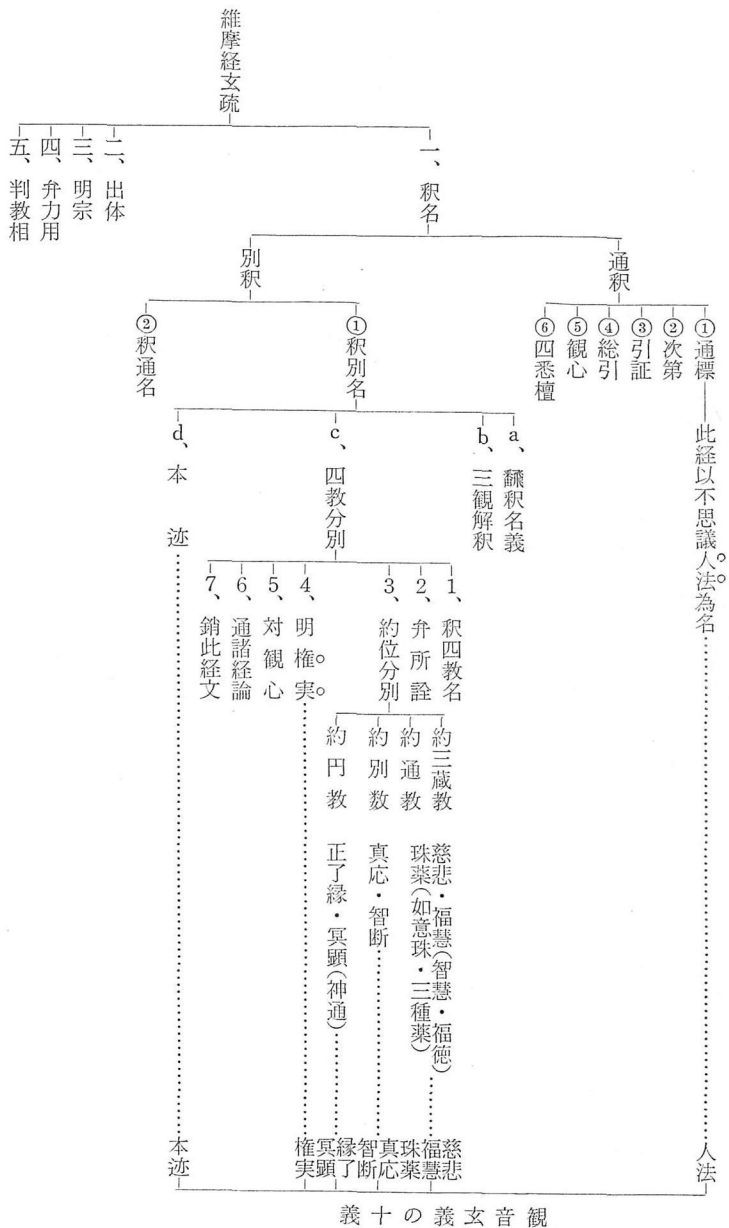 維摩経玄疏
一、釈名
通釈
①通標――此経以不思議人法為名………人法
②次第
③引証
④総引
⑤観心
⑥四悉檀
別釈
①釈別名
a、翻釈名義
b、三観解釈
c、四教分別
1、釈四教名
2、弁所詮
3、約位分別
約三蔵教 慈悲・福慧(智慧・福徳)………慈悲 福慧
約通教 珠薬(如意珠・三種薬)珠薬
約別数 真応・智断………真応 智断
約円教 正了縁・冥顕(神通)………縁了 冥顕
4、明権実………権実
5、対観心
6、通諸経論
7、銷此経文
d、本迹………本迹
②釈通名
二、出体
三、明宗
四、弁力用
五、判教相
観音玄義の十義